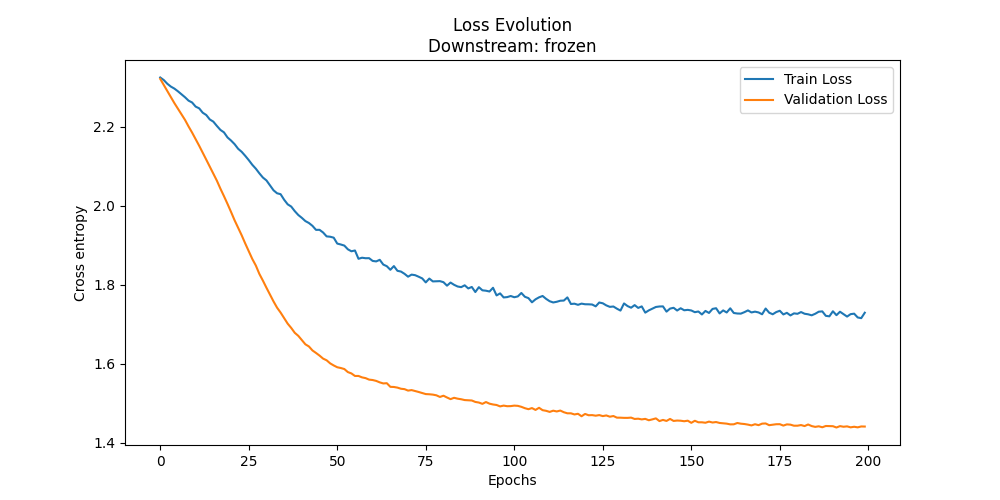 Loss Evolution
Downstream: frozen
Train Loss
Validation Loss
Cross entropy
2.2
2.0
1.8
1.6
1.4
0 25 50 75 100 125 150 175 200
Epochs